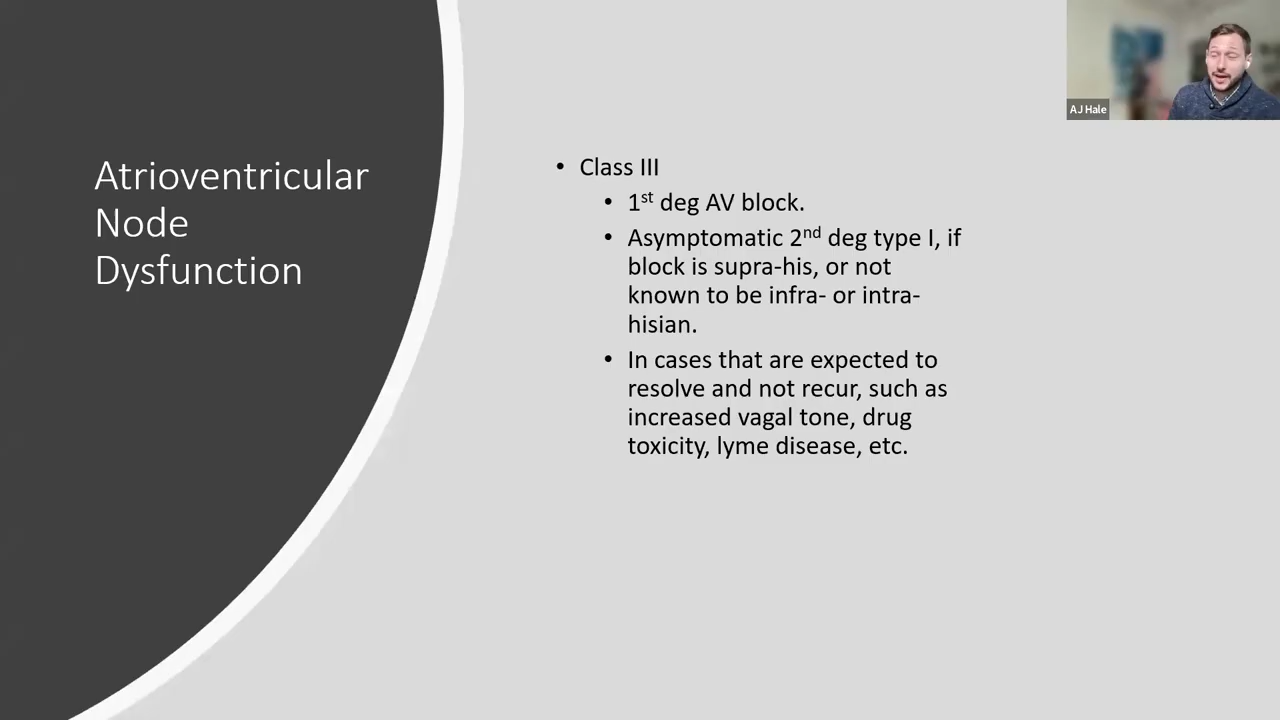 Atrioventricular
Node
Dysfunction
• Class III
• 1st deg AV block.
• Asymptomatic 2nd deg type I, if
block is supra-his, or not
known to be infra- or intra-
hisian.
• In cases that are expected to
resolve and not recur, such as
increased vagal tone, drug
toxicity, lyme disease, etc.
AJ Hale